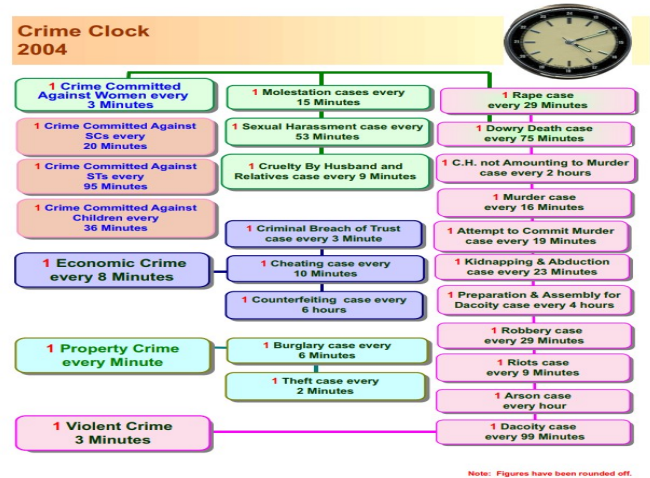 Crime Clock
2004
1 Crime Committed
Against Women every
3 Minutes
1 Crime Committed Against
SCs every
20 Minutes
1 Crime Committed Against
STs every
95 Minutes
1 Crime Committed Against
Children every
36 Minutes
1 Economic Crime
every 8 Minutes
1 Property Crime
every Minute
1 Violent Crime
3 Minutes
1 Molestation cases every
15 Minutes
1 Sexual Harassment case every
53 Minutes
1 Cruelty By Husband and
Relatives case every 9 Minutes
1 Criminal Breach of Trust
case every 3 Minute
1 Cheating case every
10 Minutes
1 Counterfeiting case every
6 hours
1 Burglary case every
6 Minutes
1 Theft case every
2 Minutes
1 Rape case
every 29 Minutes
1 Dowry Death case
every 75 Minutes
1 C.H. not Amounting to Murder
case every 2 hours
1 Murder case
every 16 Minutes
1 Attempt to Commit Murder
case every 19 Minutes
1 Kidnapping & Abduction
case every 23 Minutes
1 Preparation & Assembly for
Dacoity case every 4 hours
1 Robbery case
every 29 Minutes
1 Riots case
every 9 Minutes
1 Arson case
every hour
1 Dacoity case
every 99 Minutes
Note: Figures have been rounded off.